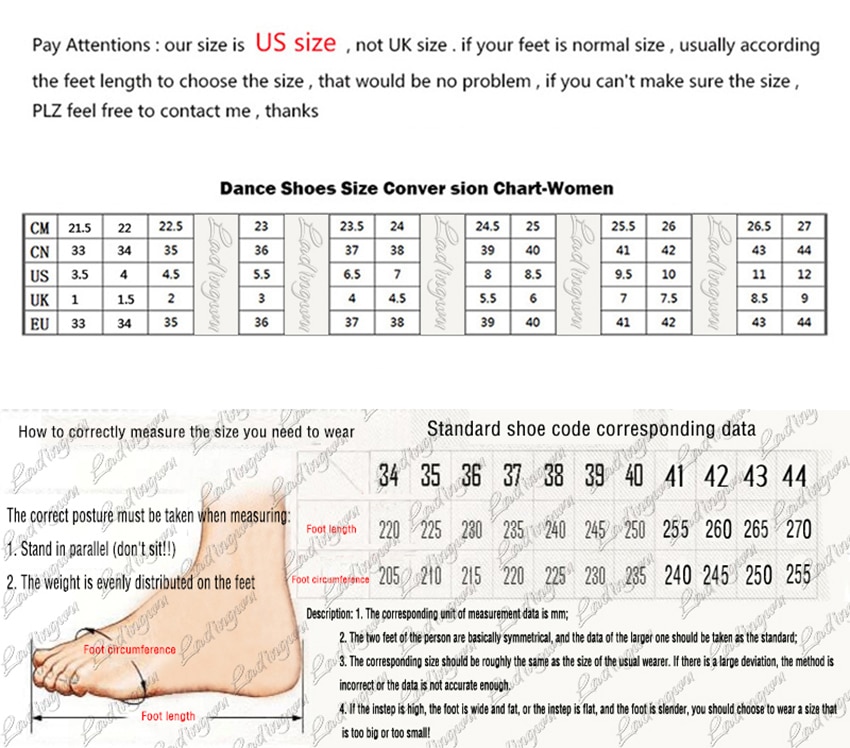 Pay Attentions : our size is US size , not UK size . if your feet is normal size , usually according
the feet length to choose the size , that would be no problem , if you can't make sure the size ,
PLZ feel free to contact me , thanks
Dance Shoes Size Conver sion Chart-Women
CM 21.5 22 22.5 23 23.5 24 24.5 25 25.5 26 26.5 27
CN 33 34 35 36 37 38 39 40 41 42 43 44
US 3.5 4 4.5 5.5 6.5 7 8 8.5 9.5 10 11 12
UK 1 1.5 2 3 4 4.5 5.5 6 7 7.5 8.5 9
EU 33 34 35 36 37 38 39 40 41 42 43 44
Ladingwu Ladingwu Ladingwu Ladingwu Ladingwu
How to correctly measure the size you need to wear
The correct posture must be taken when measuring:
1. Stand in parallel (don't sit!!)
2. The weight is evenly distributed on the feet
Foot circumference
Foot length
Standard shoe code corresponding data
34 35 36 37 38 39 40 41 42 43 44
Foot length 220 225 230 235 240 245 250 255 260 265 270
Foot circumference 205 210 215 220 225 230 235 240 245 250 255
Description: 1. The corresponding unit of measurement data is mm;
2. The two feet of the person are basically symmetrical, and the data of the larger one should be taken as the standard;
3. The corresponding size should be roughly the same as the size of the usual wearer. If there is a large deviation, the method is
incorrect or the data is not accurate enough.
4. If the instep is high, the foot is wide and fat, or the instep is flat, and the foot is slender, you should choose to wear a size that
is too big or too small!